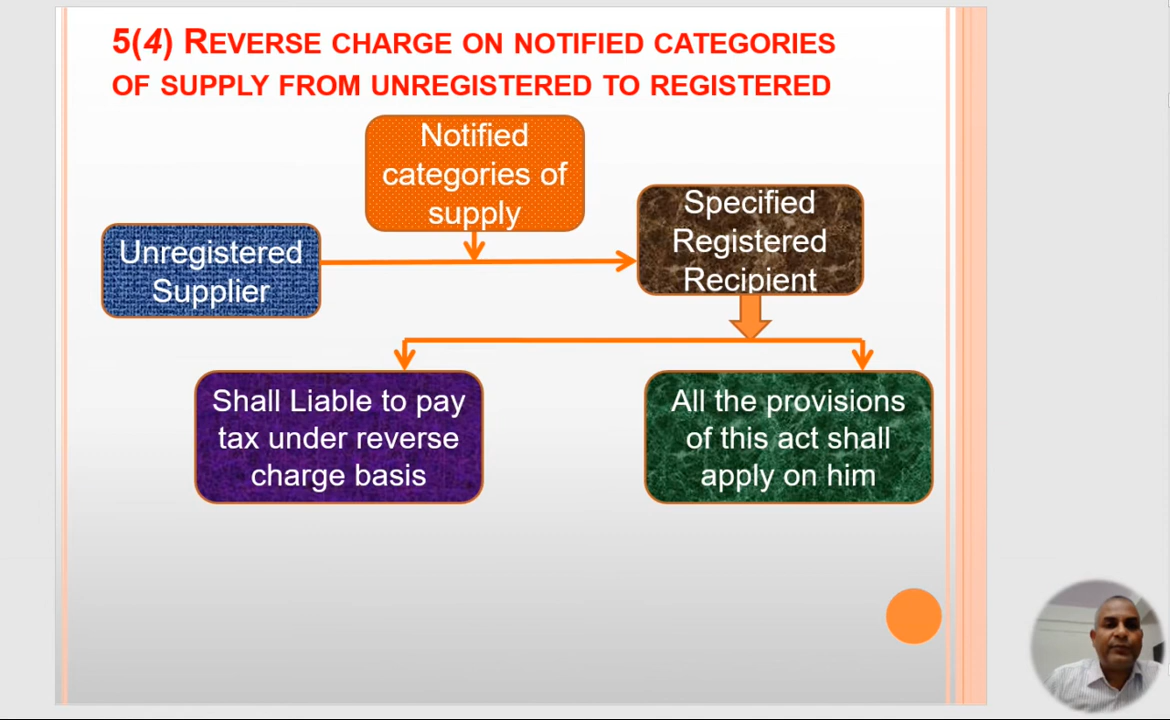 5(4) REVERSE CHARGE ON NOTIFIED CATEGORIES
OF SUPPLY FROM UNREGISTERED TO REGISTERED
Notified
categories of
supply
Specified
Registered
Recipient
Unregistered
Supplier
Shall Liable to pay
tax under reverse
charge basis
All the provisions
of this act shall
apply on him